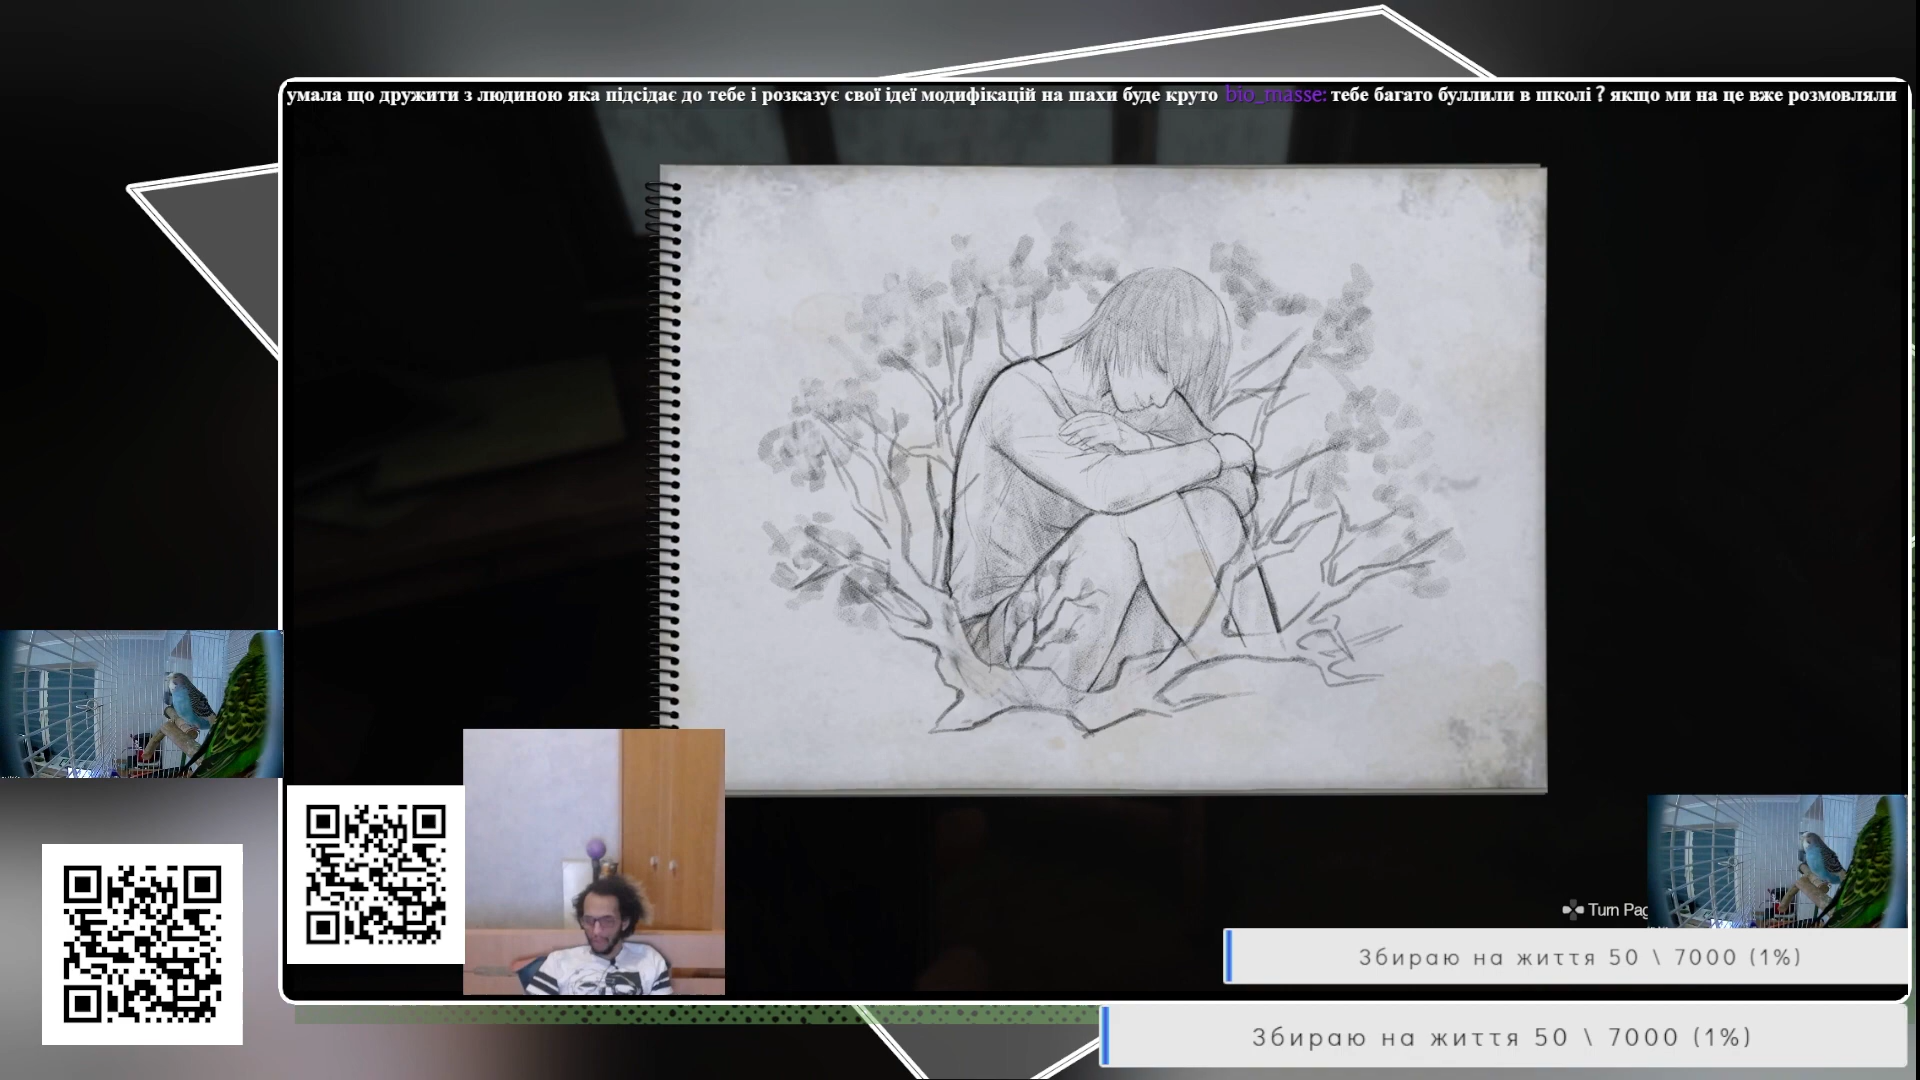 умала що дружити з людиною яка підсідає до тебе і розказує свої ідеї модифікацій на шахи буде круто bio_masse: тебе багато буллили в школі ? якщо ми на це вже розмовляли
Turn Pag
Збираю на життя 50 \ 7000 (1%)
Збираю на життя 50 \ 7000 (1%)